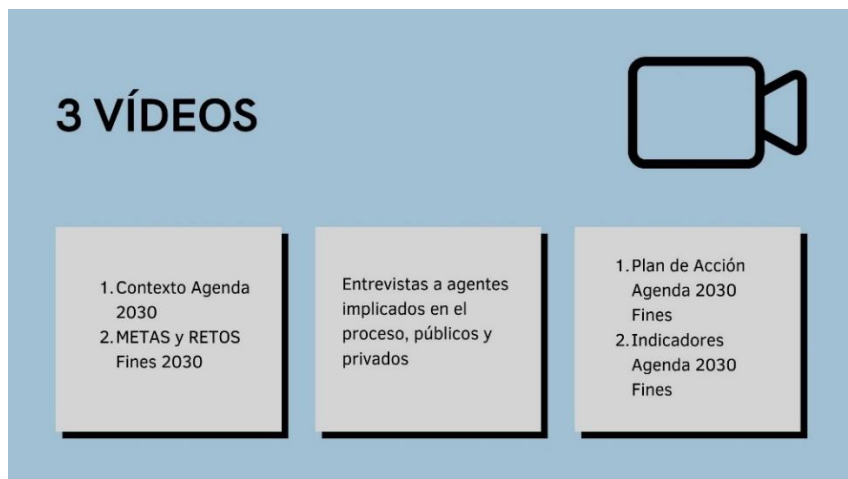 3 VÍDEOS
1. Contexto Agenda
2030
2. METAS y RETOS
Fines 2030
Entrevistas a agentes
implicados en el
proceso, públicos y
privados
1. Plan de Acción
Agenda 2030
Fines
2. Indicadores
Agenda 2030
Fines